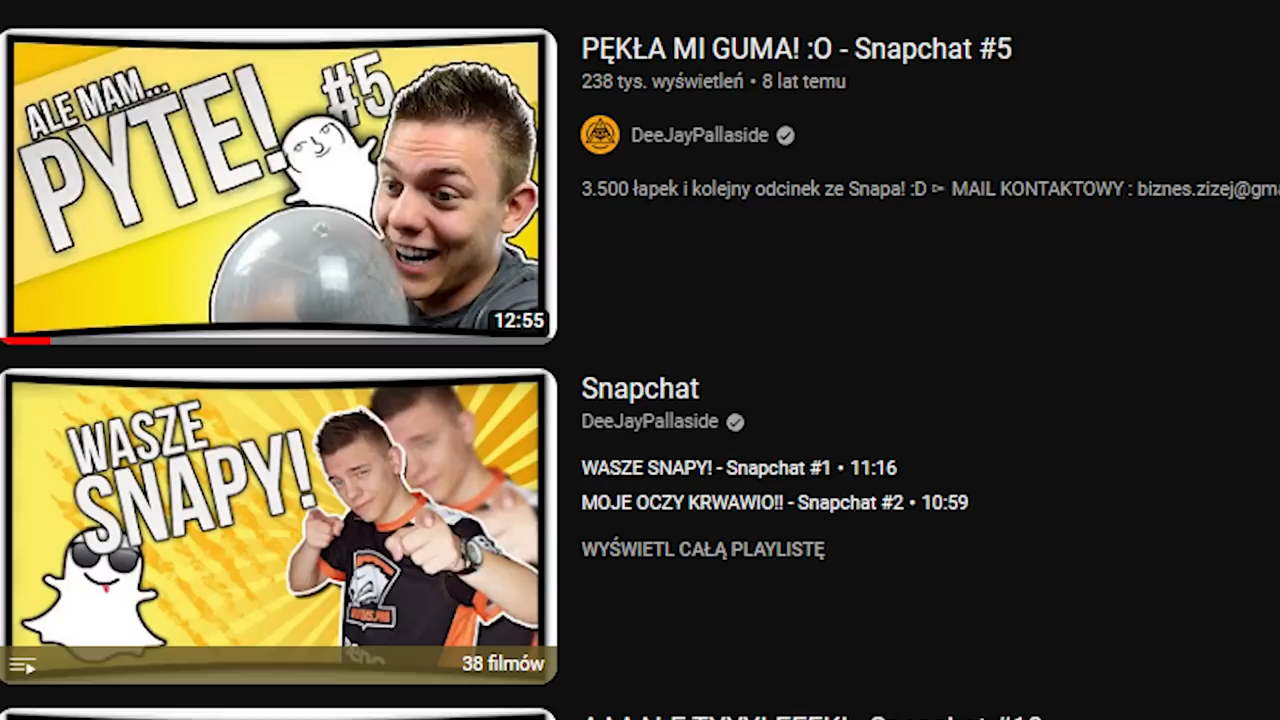 ALE MAM...
PYTE!
#5
12:55
PĘKŁA MI GUMA! :O - Snapchat #5
238 tys. wyświetleń • 8 lat temu
DeeJayPallaside
3.500 łapek i kolejny odcinek ze Snapa! :D ⊳ MAIL KONTAKTOWY : biznes.zizej@gma
WASZE
SNAPY!
38 filmów
Snapchat
DeeJayPallaside
WASZE SNAPY! - Snapchat #1 • 11:16
MOJE OCZY KRWAWIO!! - Snapchat #2 • 10:59
WYŚWIETL CAŁĄ PLAYLISTĘ